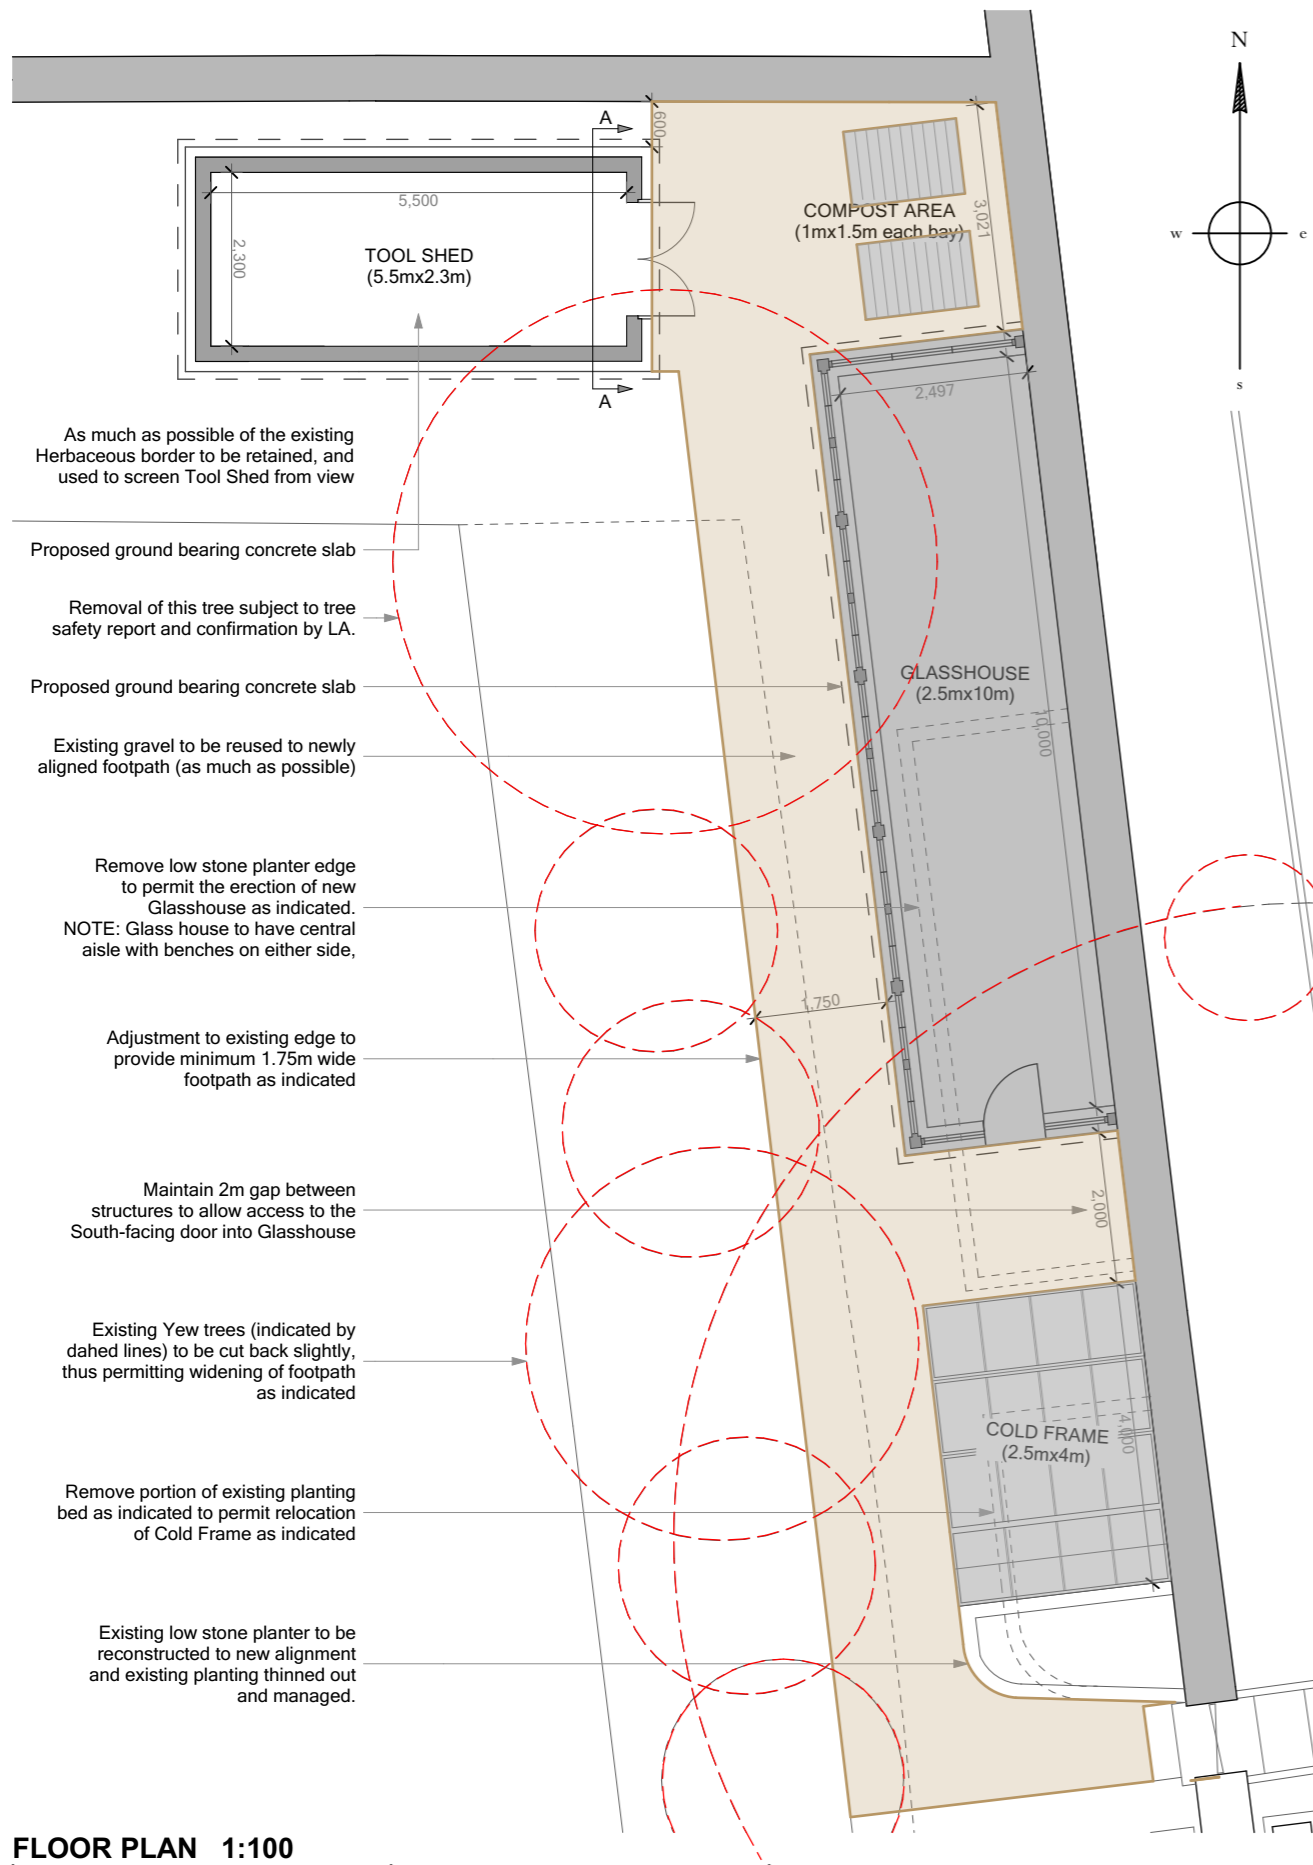 N
w
e
s
A
600
5,500
2,300
TOOL SHED
(5.5mx2.3m)
A
COMPOST AREA
(1mx1.5m each bay)
3,021
2,497
As much as possible of the existing
Herbaceous border to be retained, and
used to screen Tool Shed from view
Proposed ground bearing concrete slab
Removal of this tree subject to tree
safety report and confirmation by LA.
Proposed ground bearing concrete slab
GLASSHOUSE
(2.5mx10m)
10,000
Existing gravel to be reused to newly
aligned footpath (as much as possible)
Remove low stone planter edge
to permit the erection of new
Glasshouse as indicated.
NOTE: Glass house to have central
aisle with benches on either side,
1,750
Adjustment to existing edge to
provide minimum 1.75m wide
footpath as indicated
Maintain 2m gap between
structures to allow access to the
South-facing door into Glasshouse
2,000
Existing Yew trees (indicated by
dahed lines) to be cut back slightly,
thus permitting widening of footpath
as indicated
COLD FRAME
(2.5mx4m)
4,000
Remove portion of existing planting
bed as indicated to permit relocation
of Cold Frame as indicated
Existing low stone planter to be
reconstructed to new alignment
and existing planting thinned out
and managed.
FLOOR PLAN 1:100